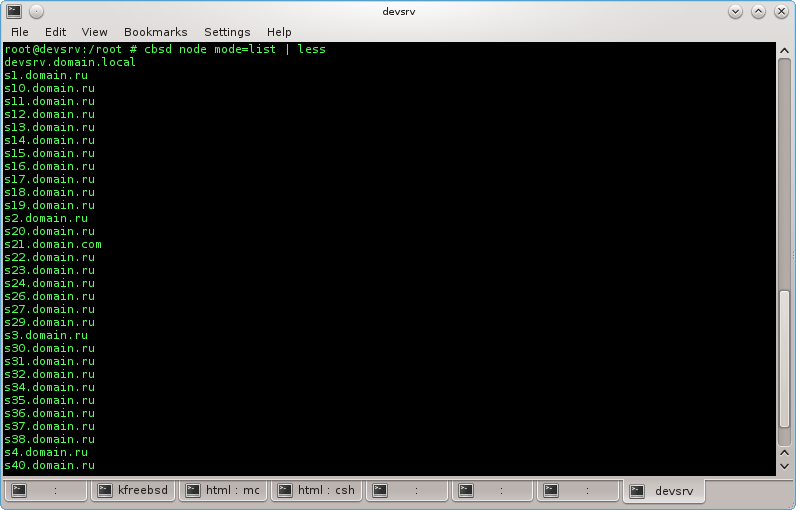 devsrv
File Edit View Bookmarks Settings Help
root@devsrv:/root # cbsd node mode=list | less
devsrv.domain.local
s1.domain.ru
s10.domain.ru
s11.domain.ru
s12.domain.ru
s13.domain.ru
s14.domain.ru
s15.domain.ru
s16.domain.ru
s17.domain.ru
s18.domain.ru
s19.domain.ru
s2.domain.ru
s20.domain.ru
s21.domain.com
s22.domain.ru
s23.domain.ru
s24.domain.ru
s26.domain.ru
s27.domain.ru
s29.domain.ru
s3.domain.ru
s30.domain.ru
s31.domain.ru
s32.domain.ru
s34.domain.ru
s35.domain.ru
s36.domain.ru
s37.domain.ru
s38.domain.ru
s4.domain.ru
s40.domain.ru
: kfreebsd html : mc html : csh : : : devsrv